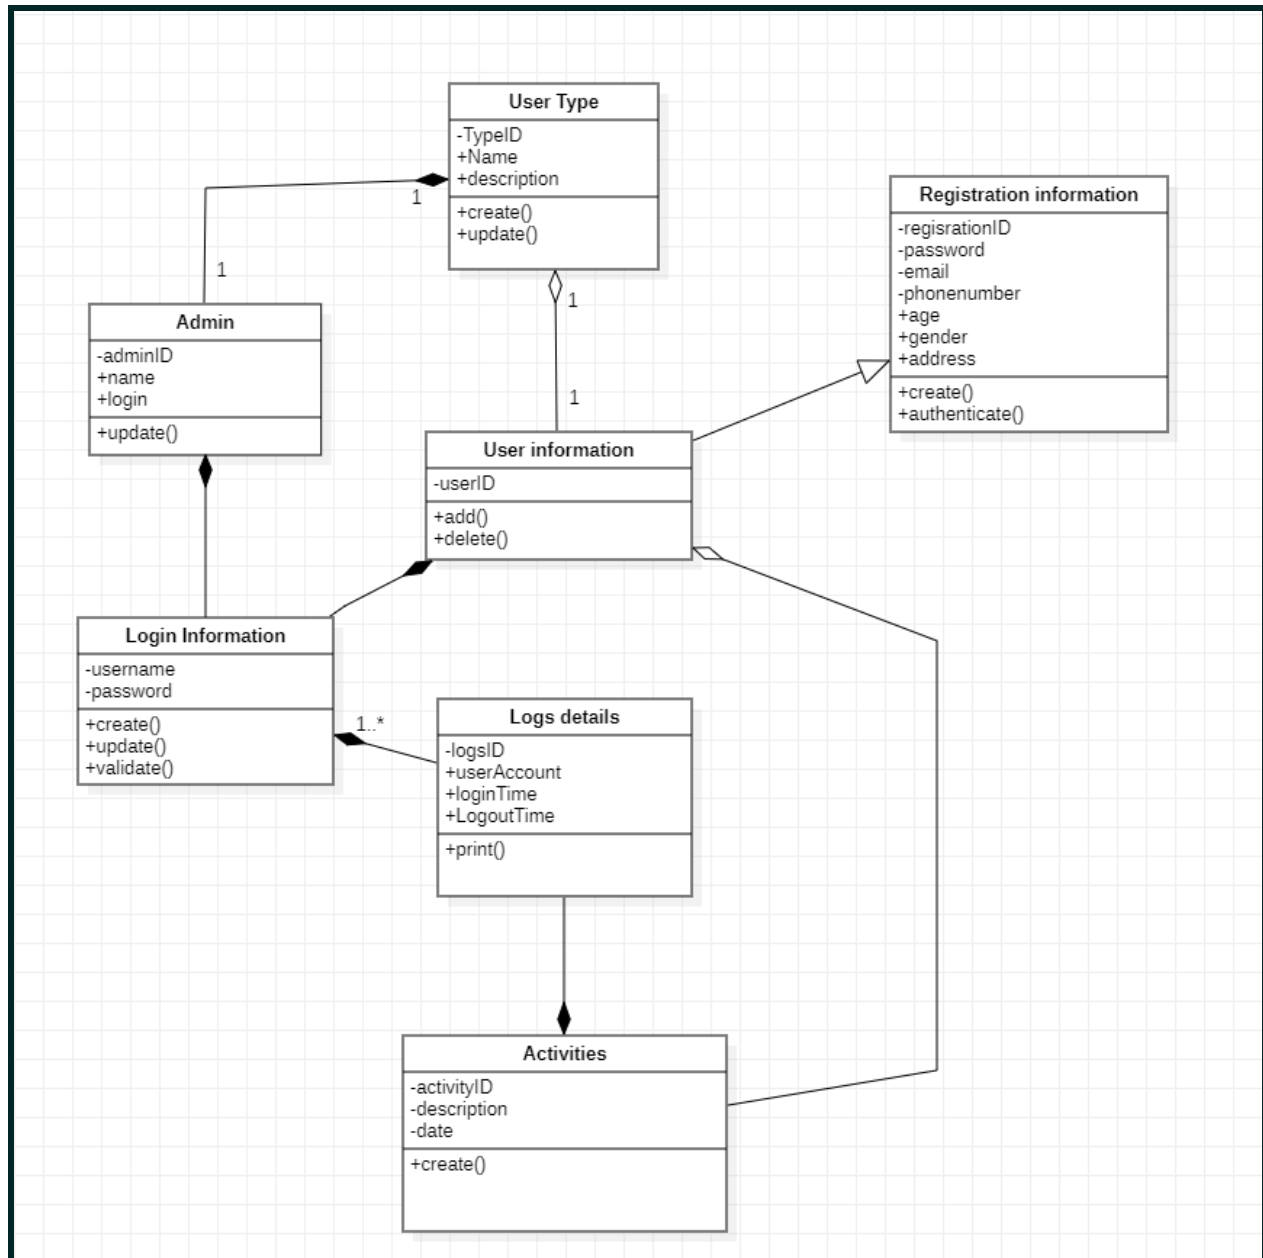 User Type
-TypeID
+Name
+description
+create()
+update()
1
1
1
1
Registration information
-regisrationID
-password
-email
-phonenumber
+age
+gender
+address
+create()
+authenticate()
Admin
-adminID
+name
+login
+update()
User information
-userID
+add()
+delete()
Login Information
-username
-password
+create()
+update()
+validate()
1..*
Logs details
-logsID
+userAccount
+loginTime
+LogoutTime
+print()
Activities
-activityID
-description
-date
+create()